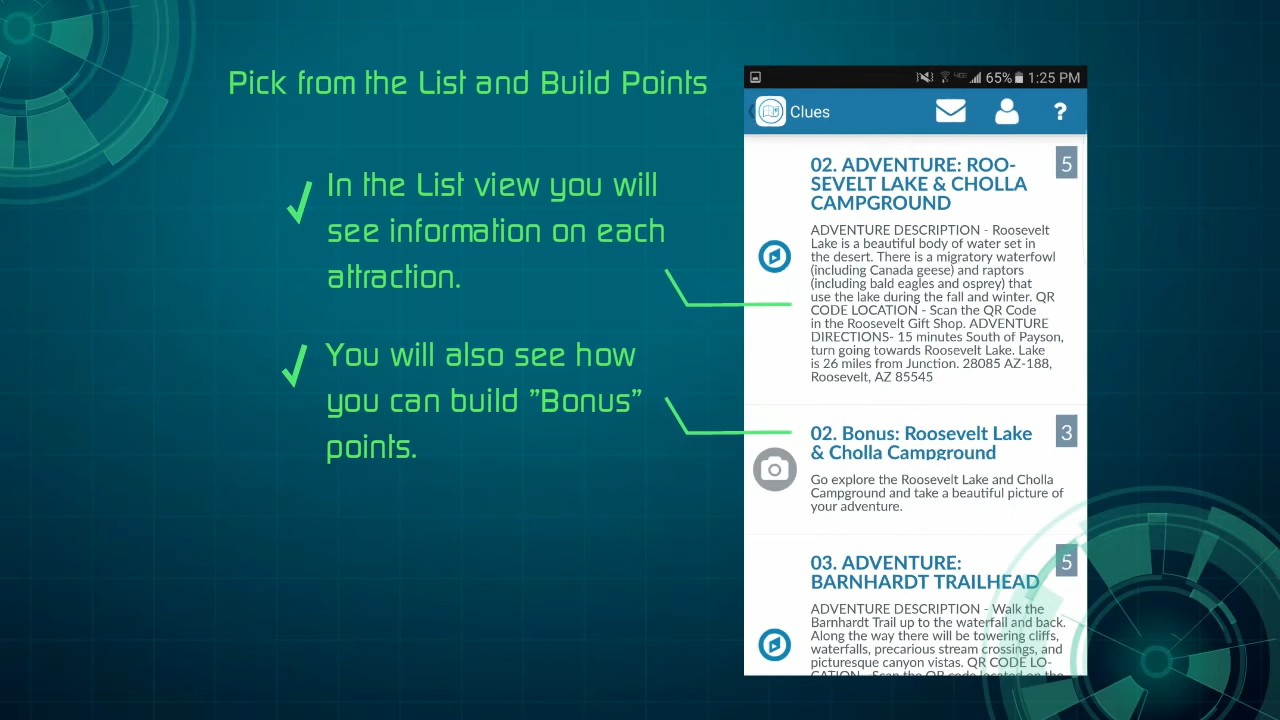 Pick from the List and Build Points
In the List view you will
see information on each
attraction.
You will also see how
you can build "Bonus"
points.
4G 65% 1:25 PM
Clues ?
02. ADVENTURE: ROO-
SEVELT LAKE & CHOLLA
CAMPGROUND
5
ADVENTURE DESCRIPTION - Roosevelt
Lake is a beautiful body of water set in
the desert. There is a migratory waterfowl
(including Canada geese) and raptors
(including bald eagles and osprey) that
use the lake during the fall and winter. QR
CODE LOCATION - Scan the QR Code
in the Roosevelt Gift Shop. ADVENTURE
DIRECTIONS- 15 minutes South of Payson,
turn going towards Roosevelt Lake. Lake
is 26 miles from Junction. 28085 AZ-188,
Roosevelt, AZ 85545
02. Bonus: Roosevelt Lake
& Cholla Campground
3
Go explore the Roosevelt Lake and Cholla
Campground and take a beautiful picture of
your adventure.
03. ADVENTURE:
BARNHARDT TRAILHEAD
5
ADVENTURE DESCRIPTION - Walk the
Barnhardt Trail up to the waterfall and back.
Along the way there will be towering cliffs,
waterfalls, precarious stream crossings, and
picturesque canyon vistas. QR CODE LO-
CATION - Scan the QR code located on the